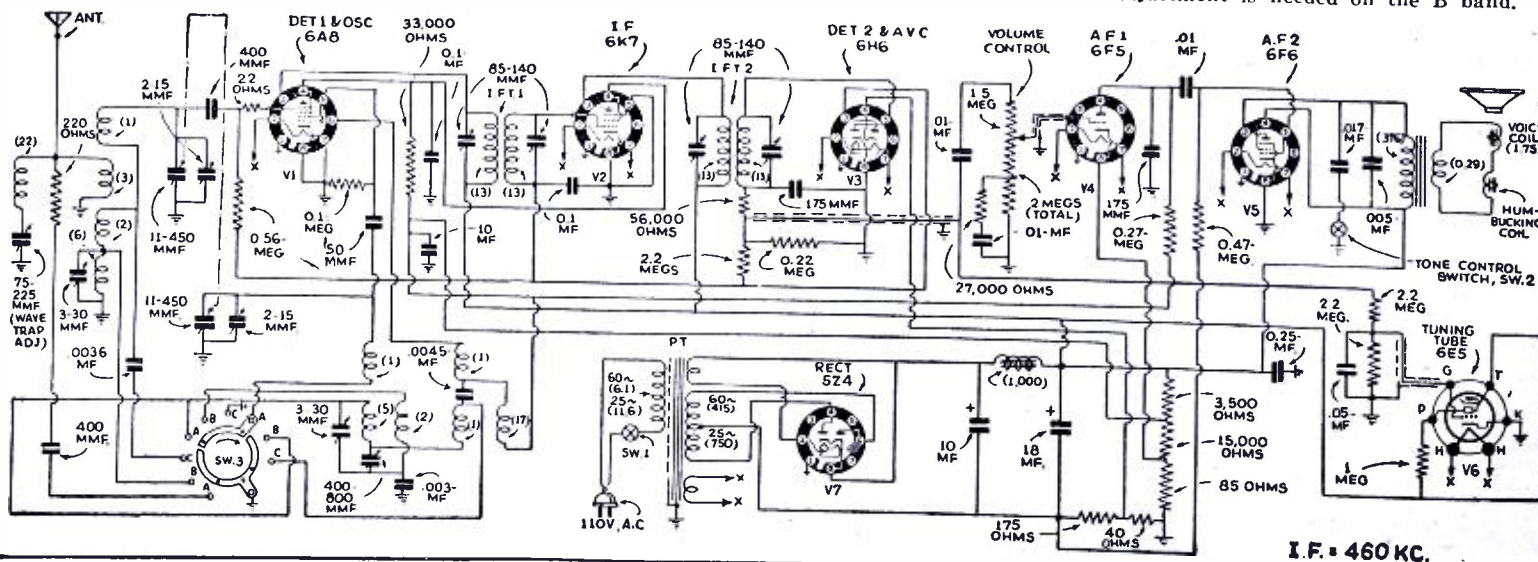 justment is needed on the B band.
ANT.
DET 1 & OSC
6A8
33,000
OHMS
0.1
MF
I F
6K7
85-140
MMF
I F T 2
DET 2 & AVC
6H6
VOLUME
CONTROL
A F 1
6F5
.01
MF
A.F 2
6F6
400
MMF
22
OHMS
2-15
MMF
85-140
MMF
I F T 1
1.5
MEG
220
OHMS
(1)
(22)
(3)
V1
(13)
(13)
V2
(13)
(13)
V3
.01-
MF
V4
V5
.017-
MF
(311)
(0.29)
VOIC
COIL
(1.75
(6)
(2)
11-450
MMF
0.56-
MEG
0.1
MEG
50
MMF
10
MF
0.1
MF
56,000
OHMS
175 MMF
2 MEGS
(TOTAL)
.01-MF
175
MMF
0.27-
MEG
0.47-
MEG
.005
MF
HUM-
BUCKING
COIL
75-
225
MMF
(WAVE
TRAP
ADJ)
3-30
MMF
11-450
MMF
2-15
MMF
2.2
MEGS
0.22
MEG
27,000 OHMS
TONE CONTROL
SWITCH, SW.2
.0036
MF
(1)
.0045
MF
(1)
PT
60~
(6.1)
25~
(11.6)
RECT
5Z4
(1,000)
0.25-
MF
2.2
MEG.
2.2
MEG
TUNING
TUBE
6E5
A B C A B
3-30
MMF
(5)
(2)
(1)
(17)
60~
(415)
25~
(750)
3,500
OHMS
.05-
MF
G T
P K
H H
V6
400
MMF
A C B A
SW.3
C
400-
800
MMF
.003-
MF
SW.1
X
X
V7
10
MF
+
18
MF.
+
15,000
OHMS
85 OHMS
1
MEG
110V, A.C
175
OHMS
40
OHMS
I.F. = 460 KC.